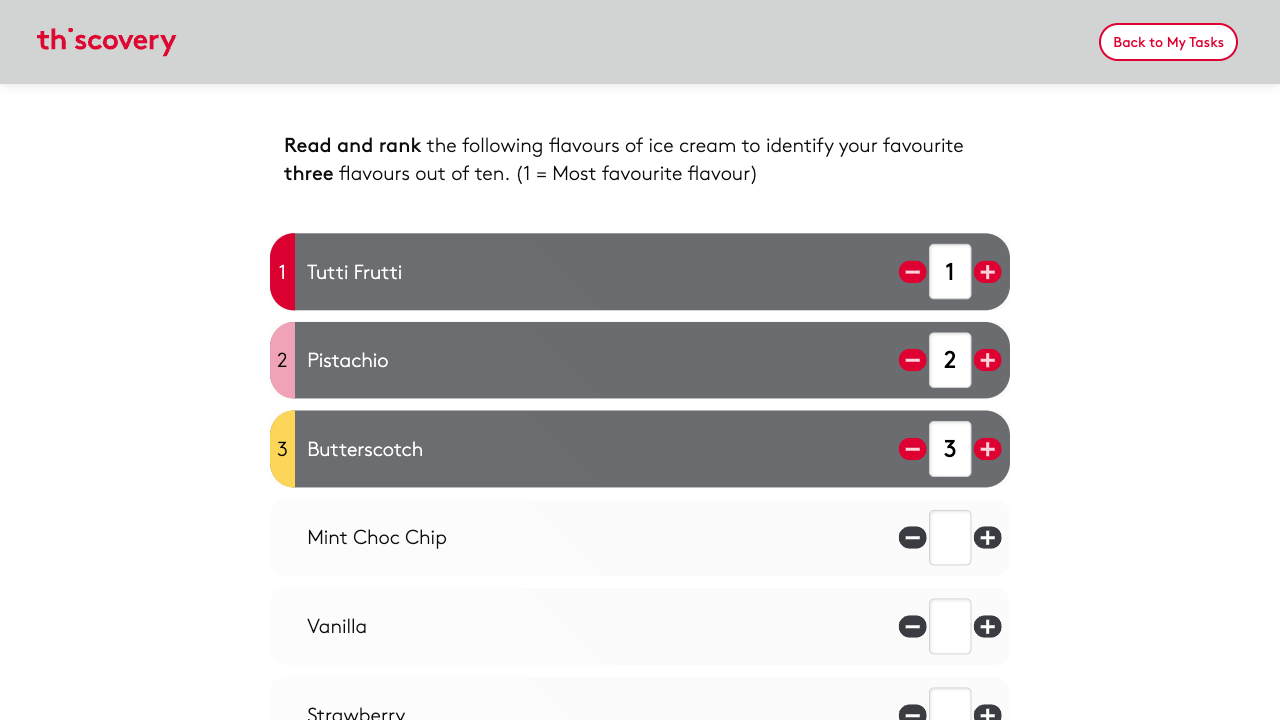 thiscovery
Back to My Tasks
Read and rank the following flavours of ice cream to identify your favourite
three flavours out of ten. (1 = Most favourite flavour)
1 Tutti Frutti 1
2 Pistachio 2
3 Butterscotch 3
Mint Choc Chip
Vanilla
Strawberry